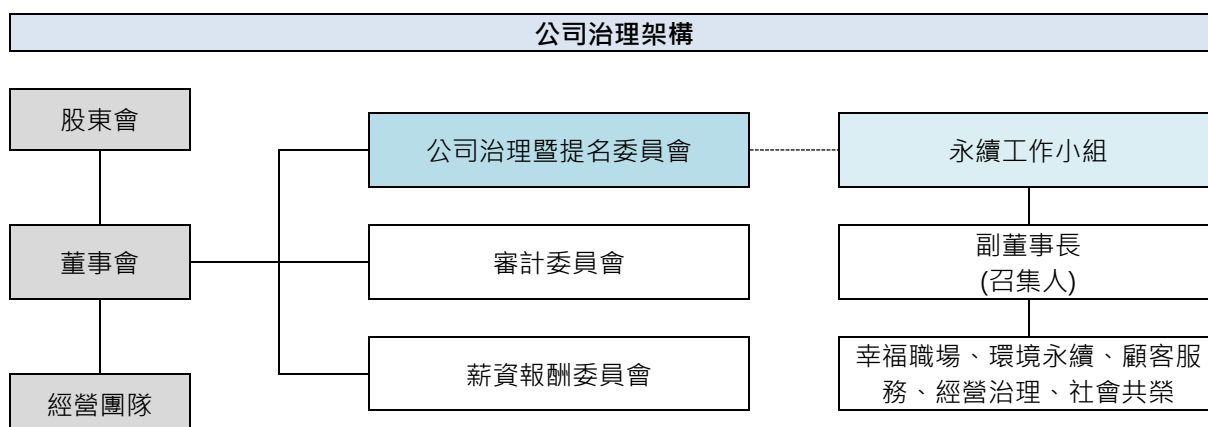 公司治理架構
股東會
公司治理暨提名委員會
永續工作小組
董事會
審計委員會
副董事長
(召集人)
薪資報酬委員會
幸福職場、環境永續、顧客服
務、經營治理、社會共榮
經營團隊